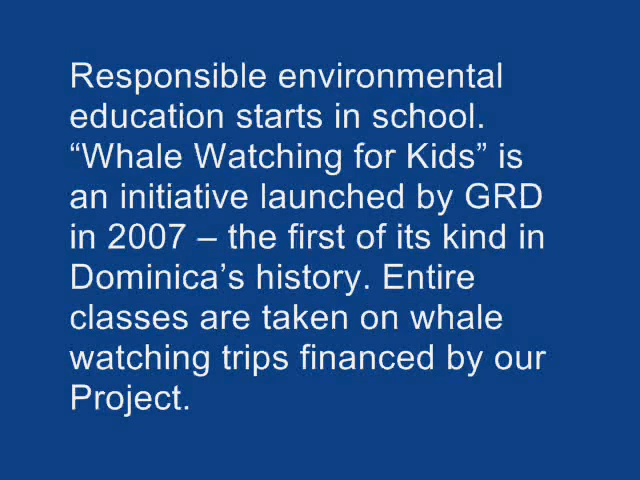 Responsible environmental
education starts in school.
“Whale Watching for Kids” is
an initiative launched by GRD
in 2007 – the first of its kind in
Dominica’s history. Entire
classes are taken on whale
watching trips financed by our
Project.